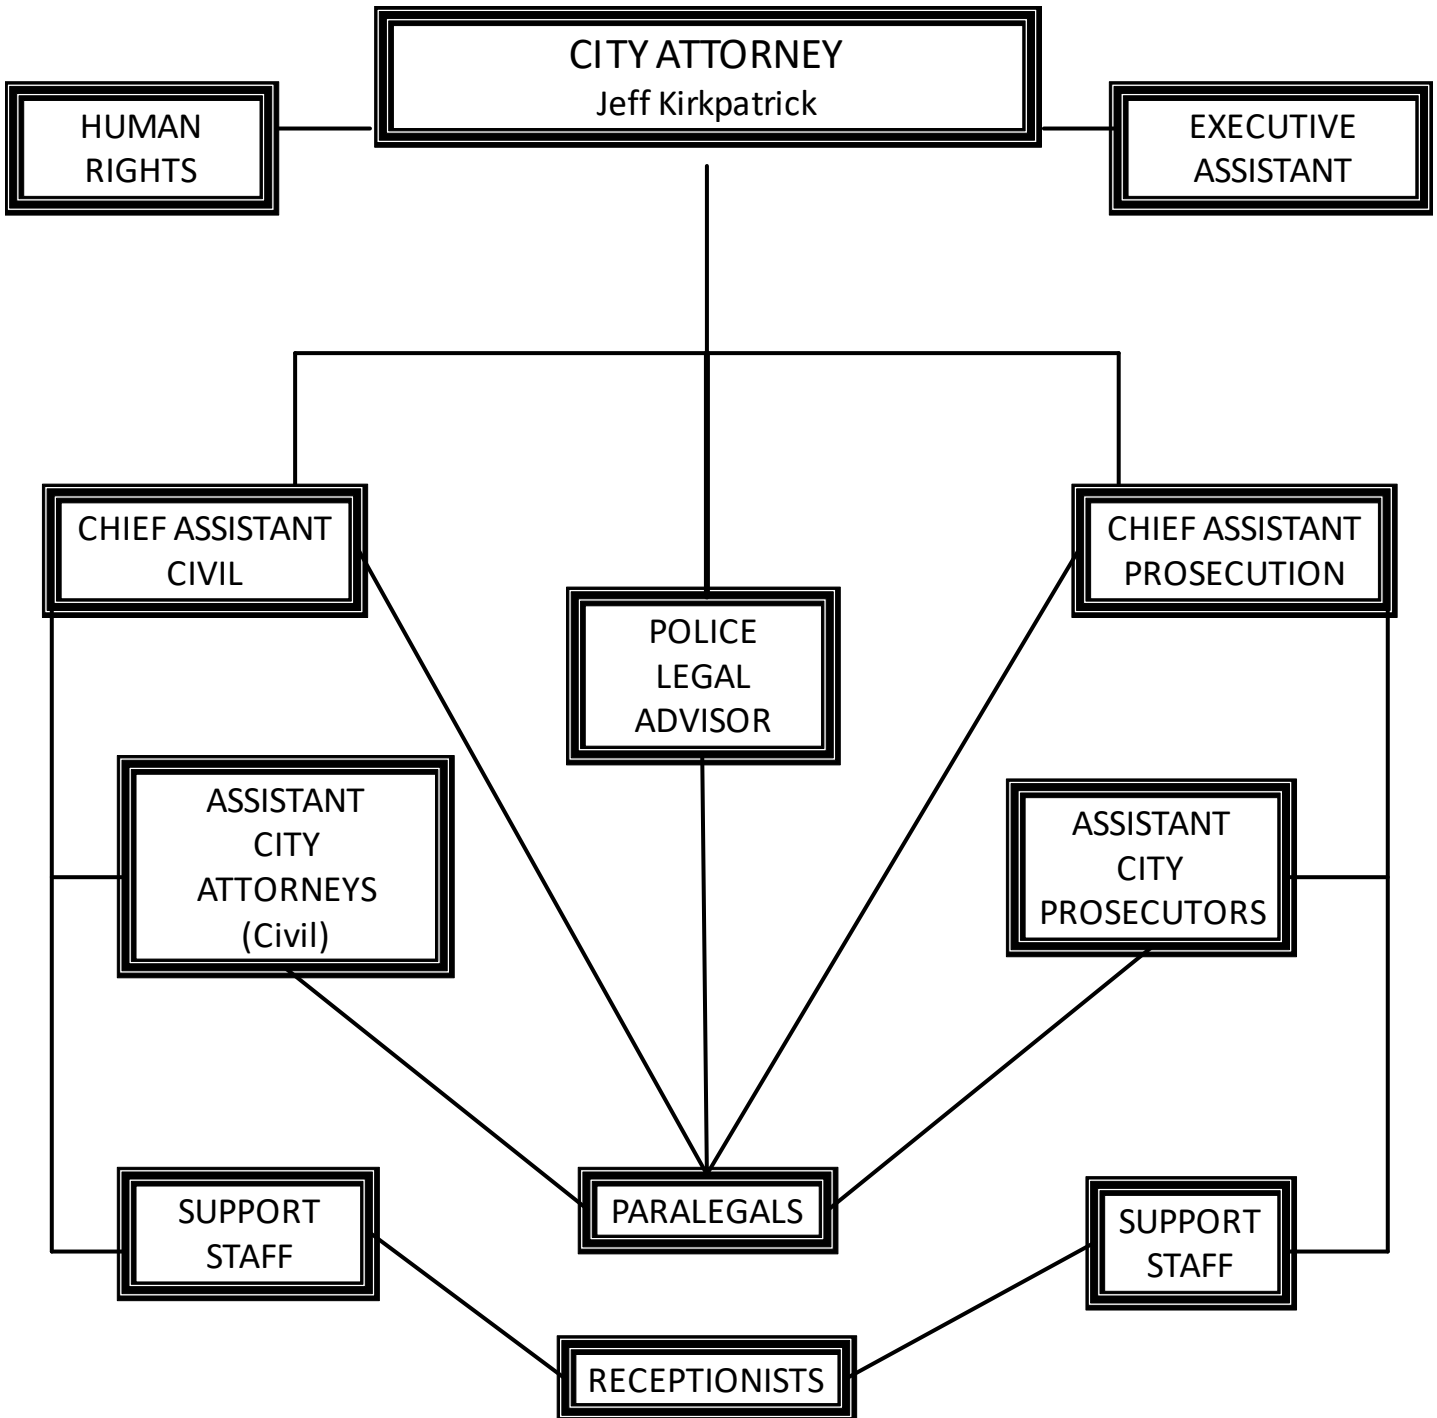 CITY ATTORNEY
Jeff Kirkpatrick
HUMAN
RIGHTS
EXECUTIVE
ASSISTANT
CHIEF ASSISTANT
CIVIL
CHIEF ASSISTANT
PROSECUTION
POLICE
LEGAL
ADVISOR
ASSISTANT
CITY
ATTORNEYS
(Civil)
ASSISTANT
CITY
PROSECUTORS
SUPPORT
STAFF
PARALEGALS
SUPPORT
STAFF
RECEPTIONISTS